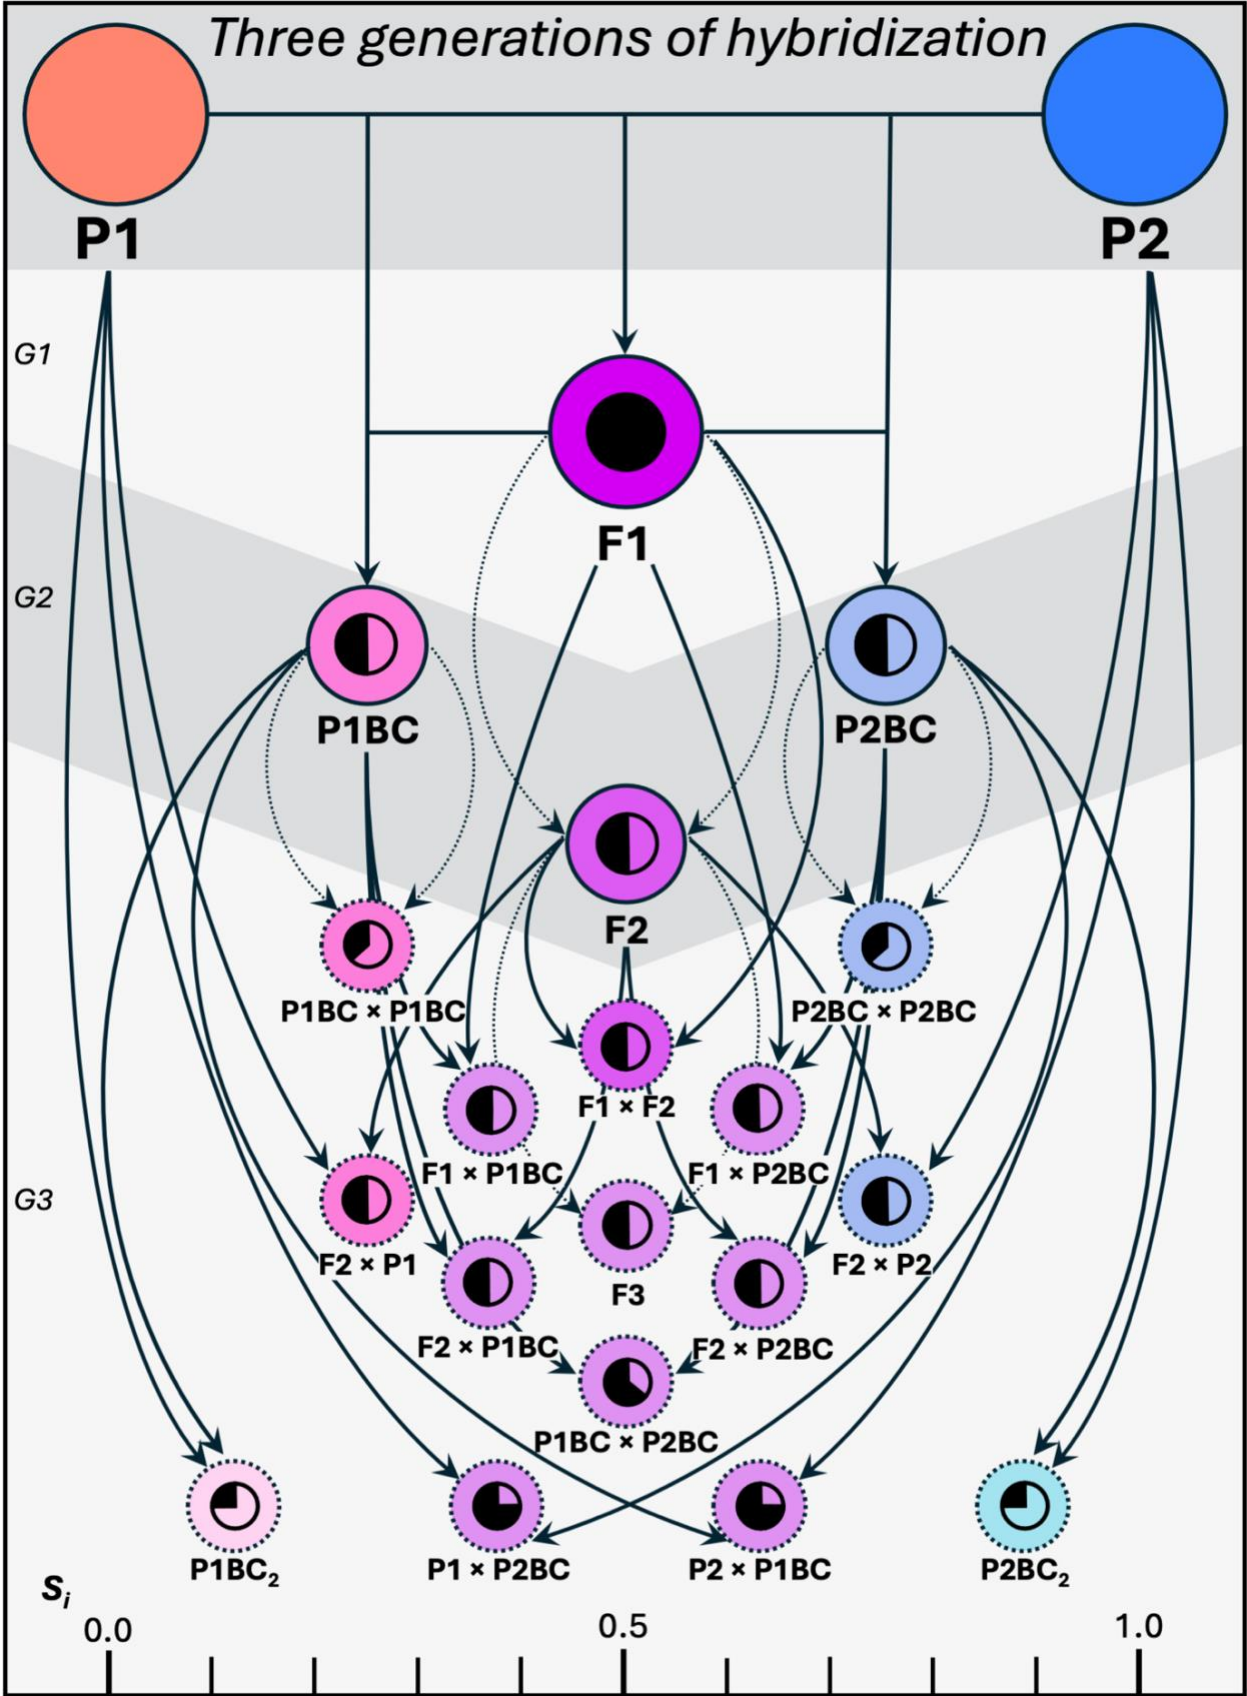 Three generations of hybridization
P1
P2
G1
F1
G2
P1BC
P2BC
F2
P1BC × P1BC
P2BC × P2BC
F1 × F2
F1 × P1BC
F1 × P2BC
G3
F2 × P1
F2 × P2
F3
F2 × P1BC
F2 × P2BC
P1BC × P2BC
P1BC₂
P1 × P2BC
P2 × P1BC
P2BC₂
Sᵢ
0.0
0.5
1.0